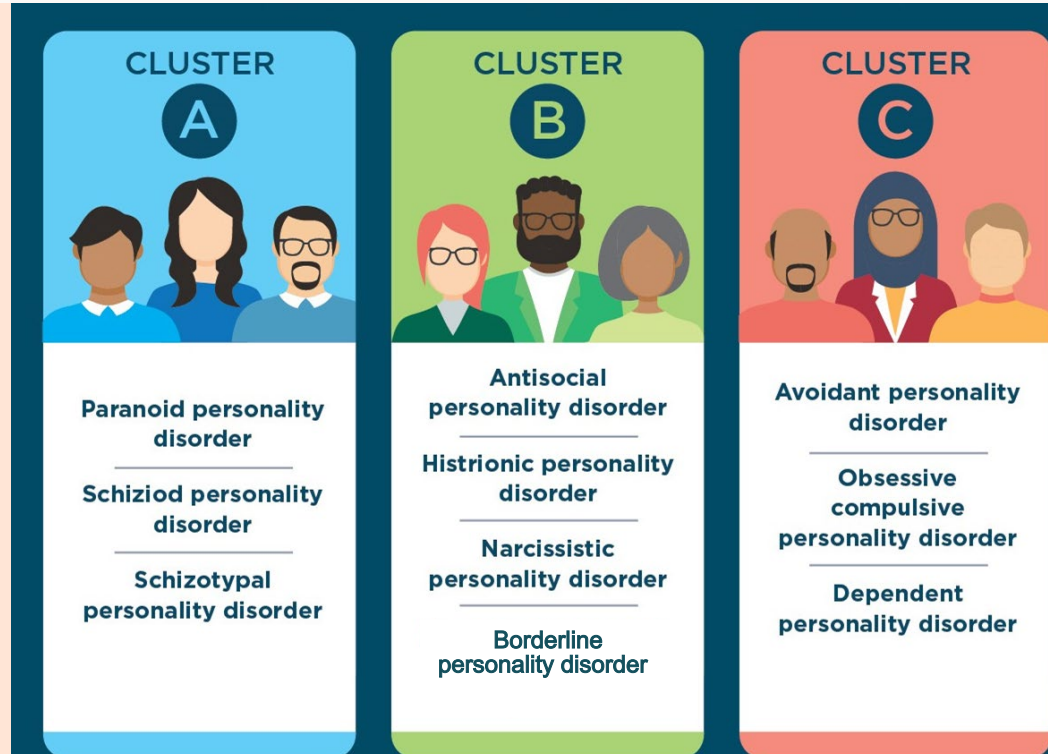 CLUSTER
A
Paranoid personality
disorder
Schiziod personality
disorder
Schizotypal
personality disorder
CLUSTER
B
Antisocial
personality disorder
Histrionic personality
disorder
Narcissistic
personality disorder
Borderline
personality disorder
CLUSTER
C
Avoidant personality
disorder
Obsessive
compulsive
personality disorder
Dependent
personality disorder